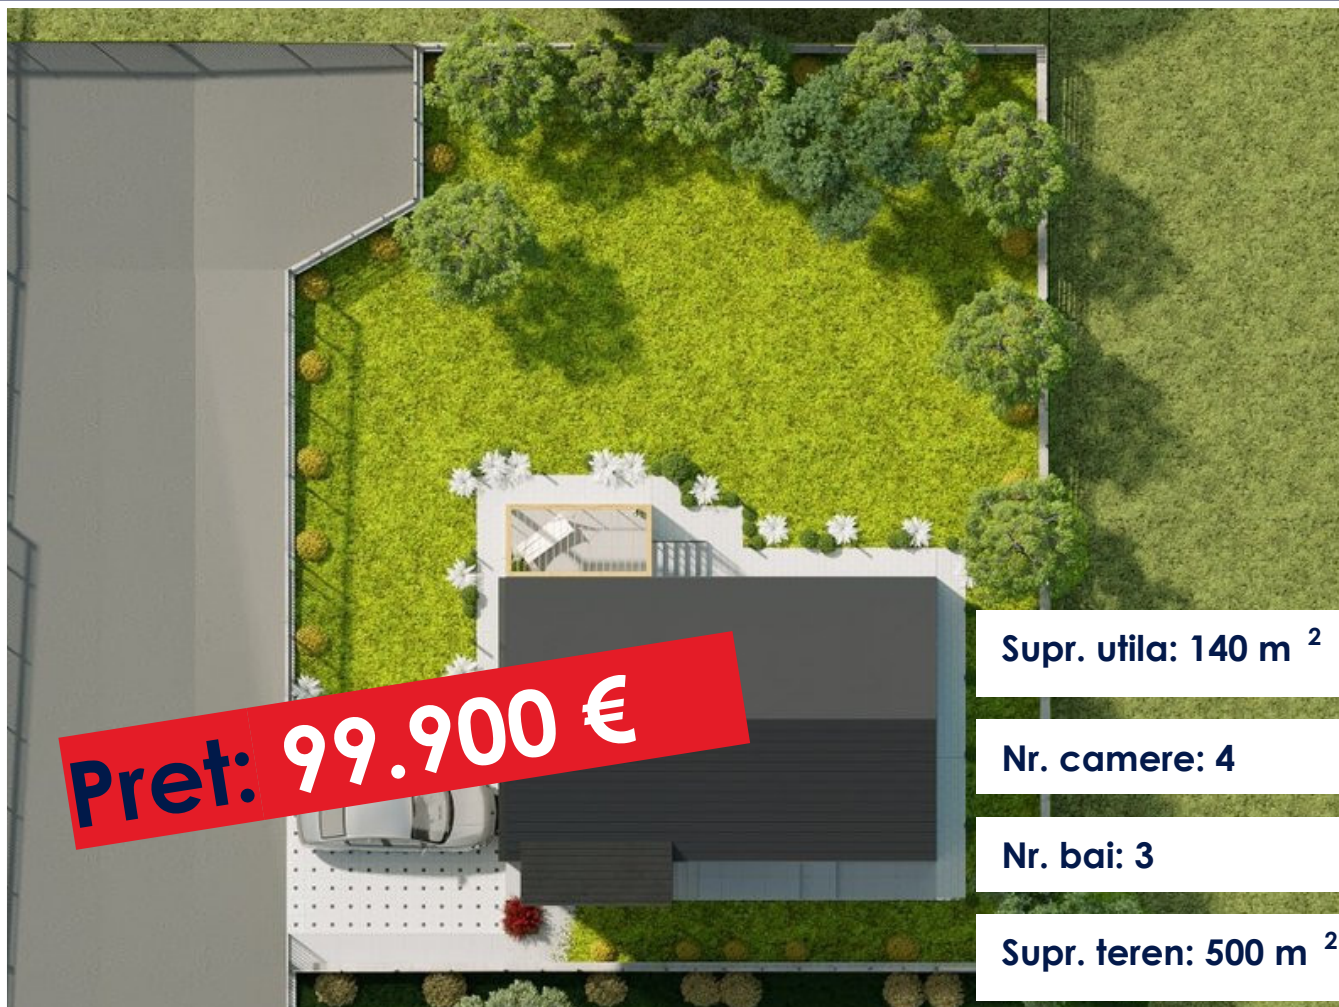 Supr. utila: 140 m ²
Pret: 99.900 €
Nr. camere: 4
Nr. bai: 3
Supr. teren: 500 m ²